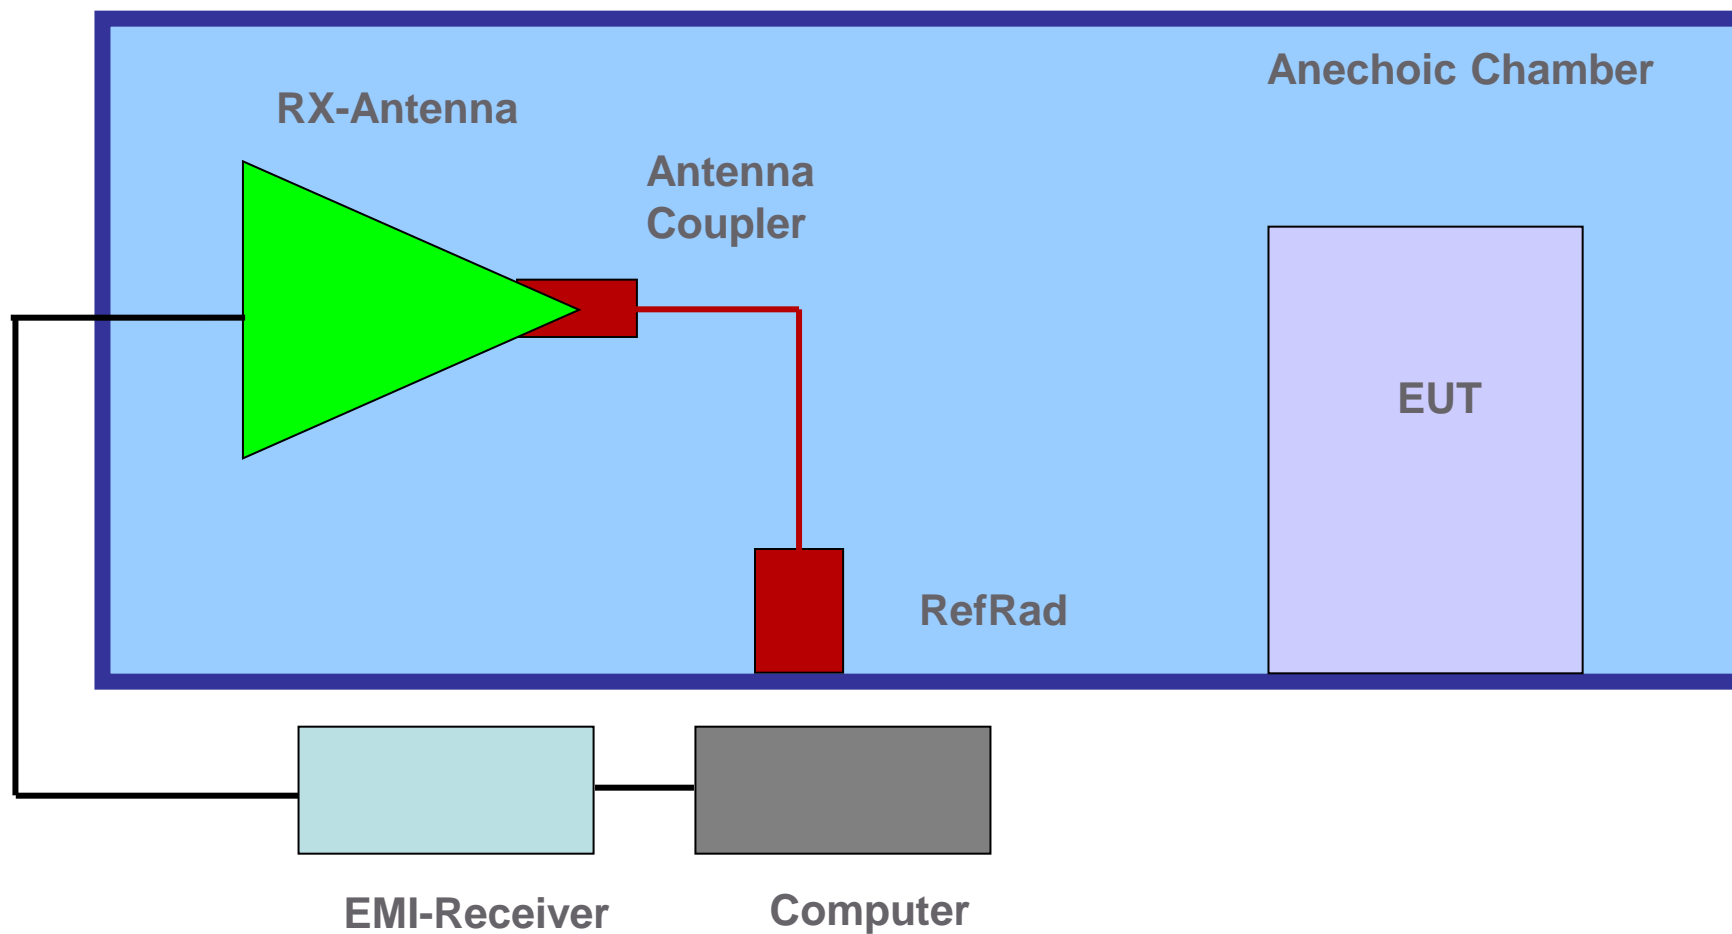 Anechoic Chamber
RX-Antenna
Antenna
Coupler
EUT
RefRad
EMI-Receiver
Computer